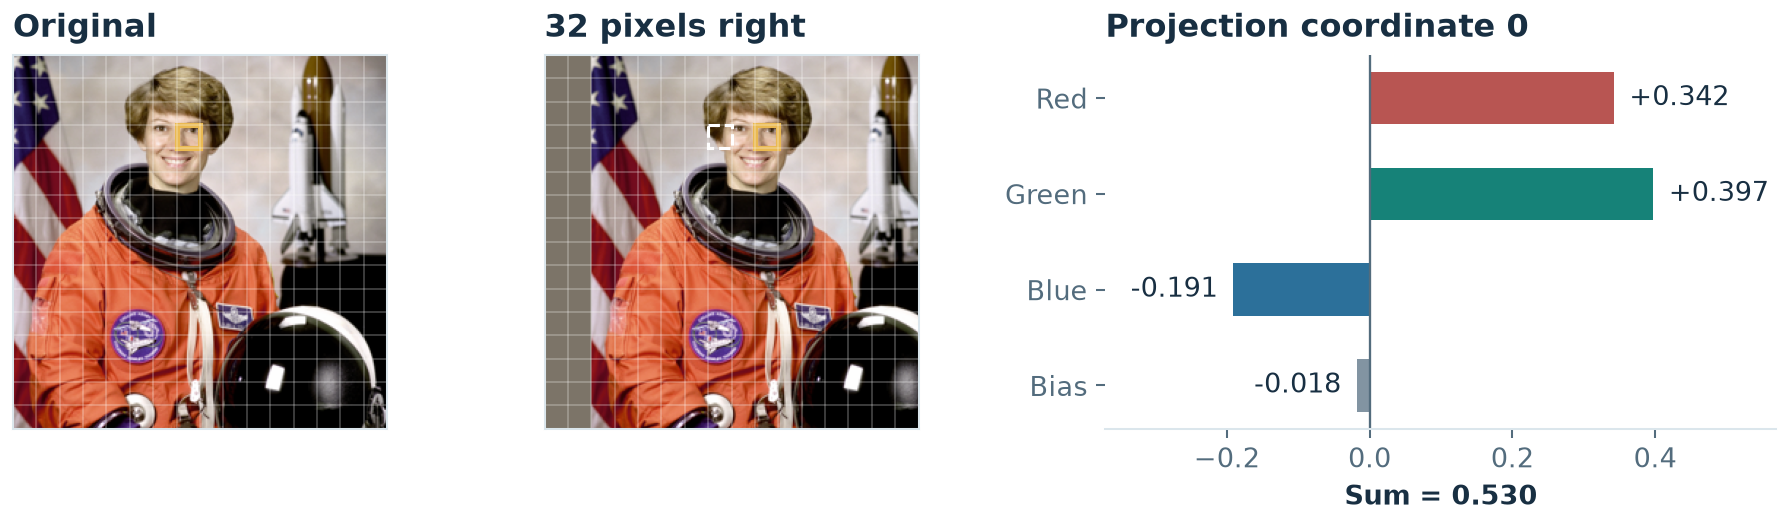 Original
32 pixels right
Projection coordinate 0
Red
+0.342
Green
+0.397
Blue
-0.191
Bias
-0.018
−0.2
0.0
0.2
0.4
Sum = 0.530